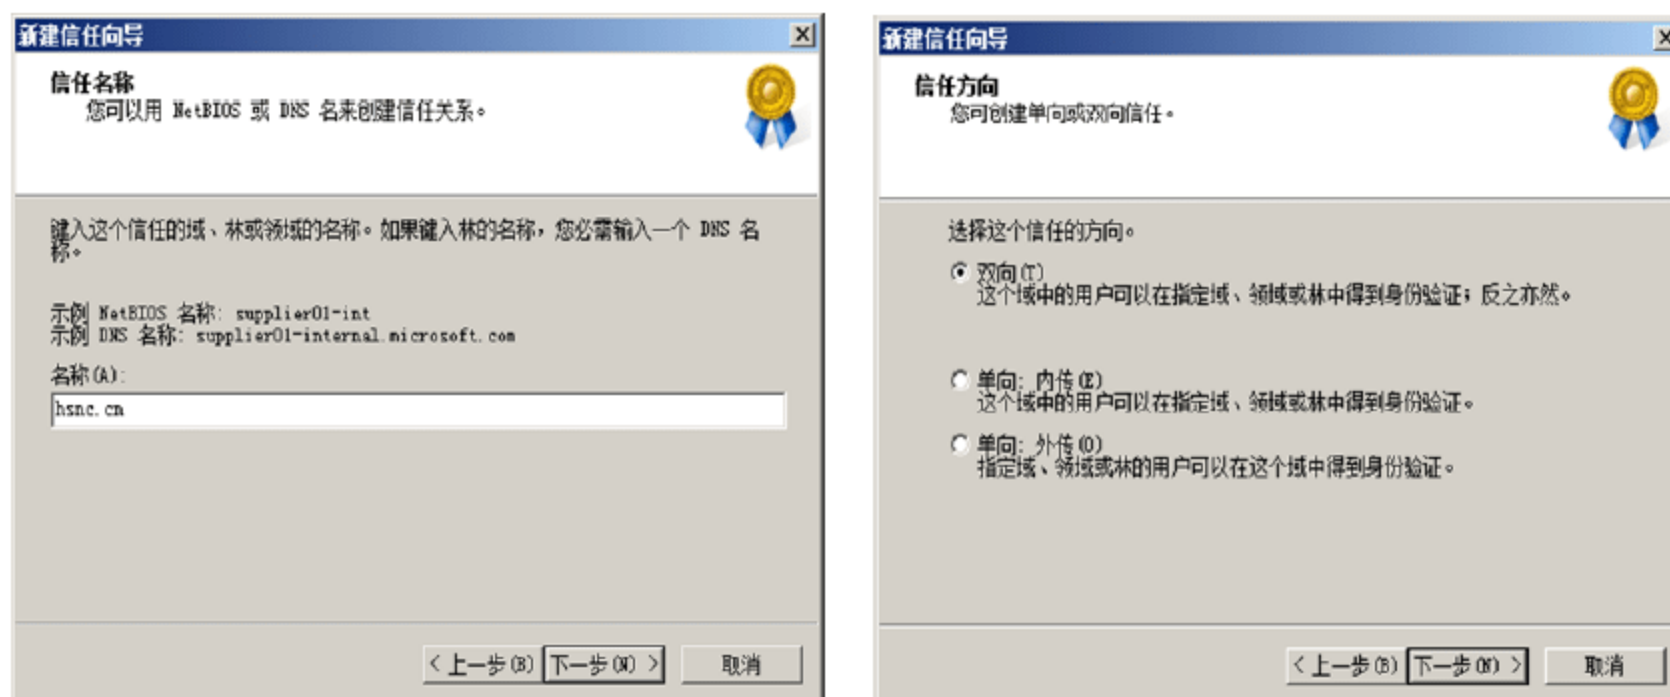 新建信任向导
信任名称
您可以用 NetBIOS 或 DNS 名来创建信任关系。
键入这个信任的域、林或领域的名称。如果键入林的名称，您必需输入一个 DNS 名
称。
示例 NetBIOS 名称: supplier01-int
示例 DNS 名称: supplier01-internal.microsoft.com
名称(A):
hsnc.cn
< 上一步(B)
下一步(N) >
取消
新建信任向导
信任方向
您可创建单向或双向信任。
选择这个信任的方向。
双向(T)
这个域中的用户可以在指定域、领域或林中得到身份验证；反之亦然。
单向: 内传(E)
这个域中的用户可以在指定域、领域或林中得到身份验证。
单向: 外传(O)
指定域、领域或林的用户可以在这个域中得到身份验证。
< 上一步(B)
下一步(N) >
取消